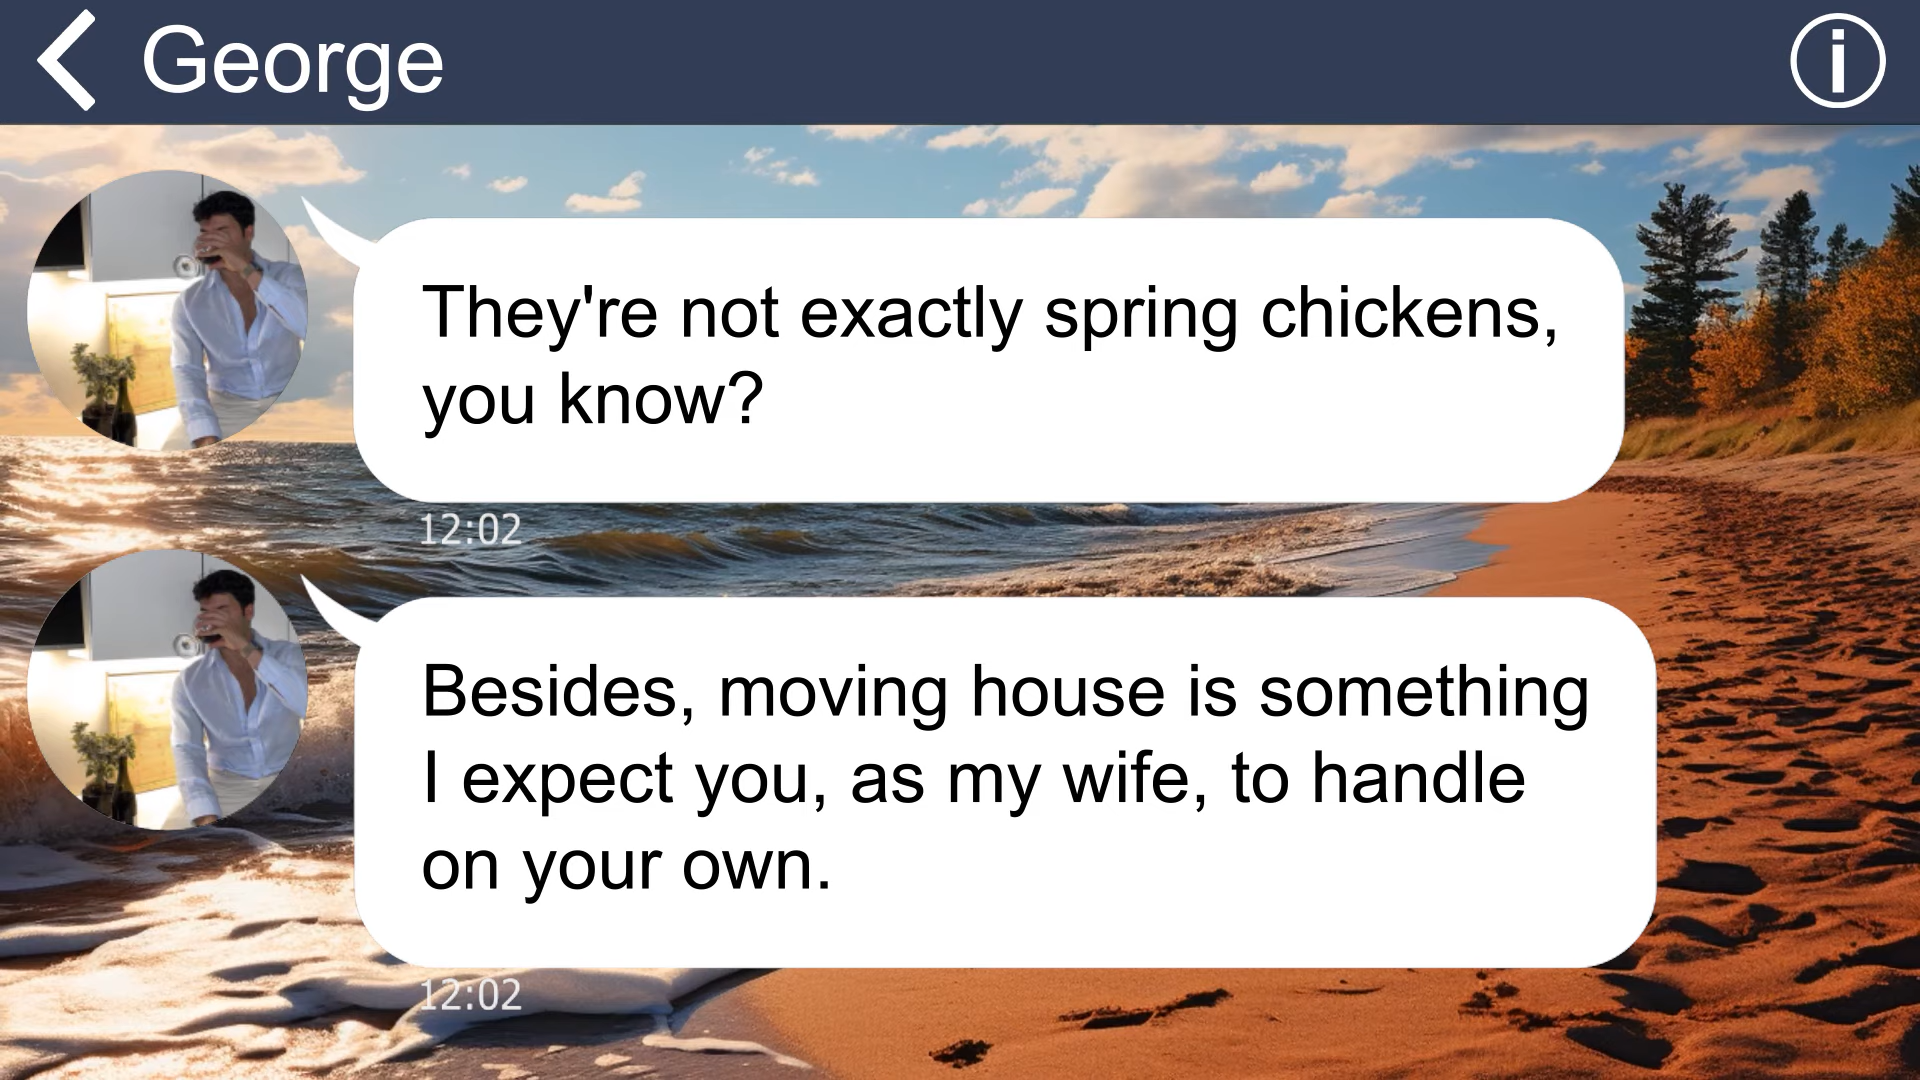 George
They're not exactly spring chickens,
you know?
12:02
Besides, moving house is something
I expect you, as my wife, to handle
on your own.
12:02